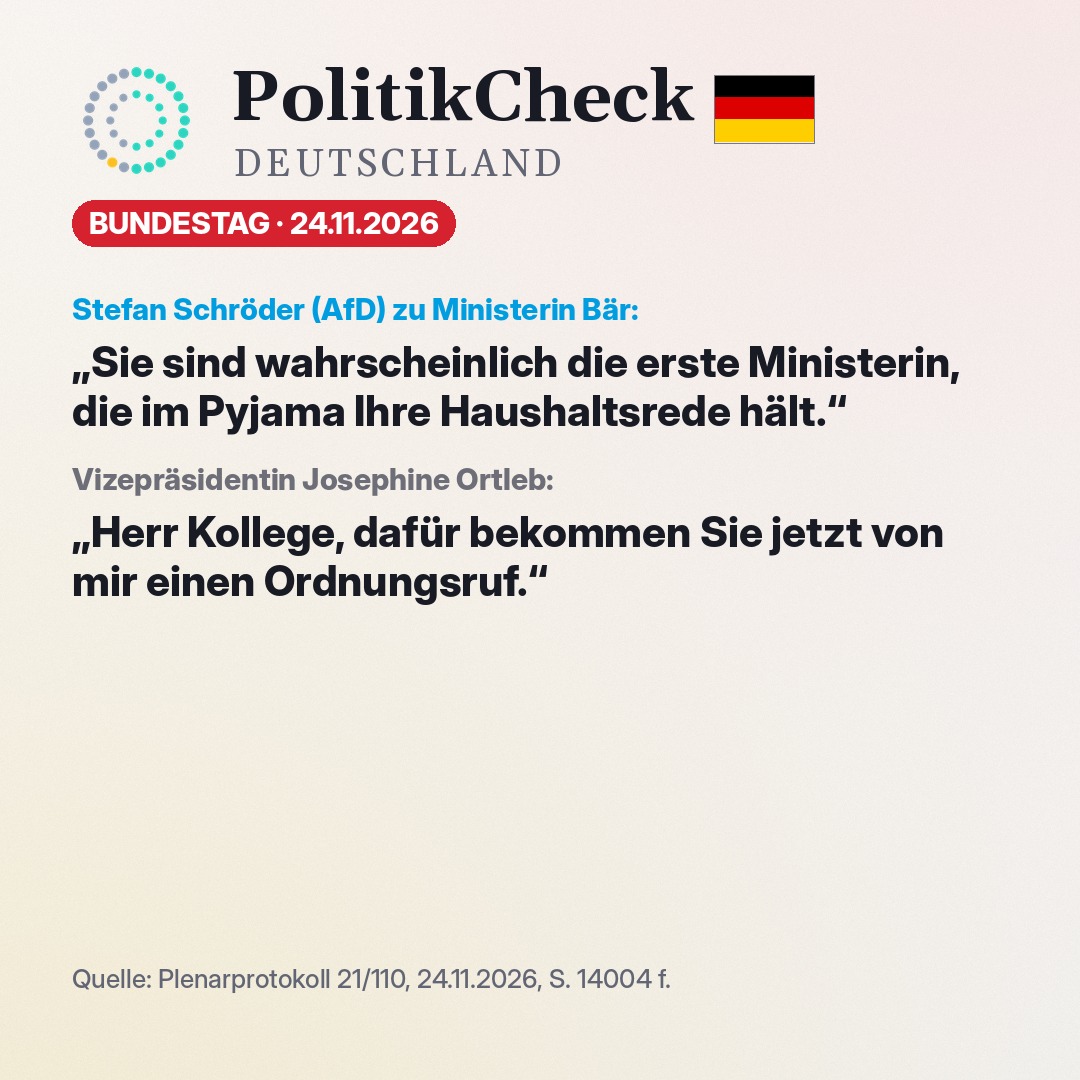 PolitikCheck
DEUTSCHLAND
BUNDESTAG · 24.11.2026
Stefan Schröder (AfD) zu Ministerin Bär:
„Sie sind wahrscheinlich die erste Ministerin,
die im Pyjama Ihre Haushaltsrede hält.“
Vizepräsidentin Josephine Ortleb:
„Herr Kollege, dafür bekommen Sie jetzt von
mir einen Ordnungsruf.“
Quelle: Plenarprotokoll 21/110, 24.11.2026, S. 14004 f.